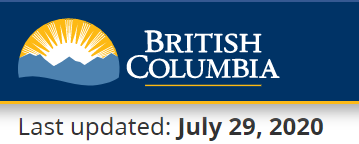 BRITISH
COLUMBIA
Last updated: July 29, 2020